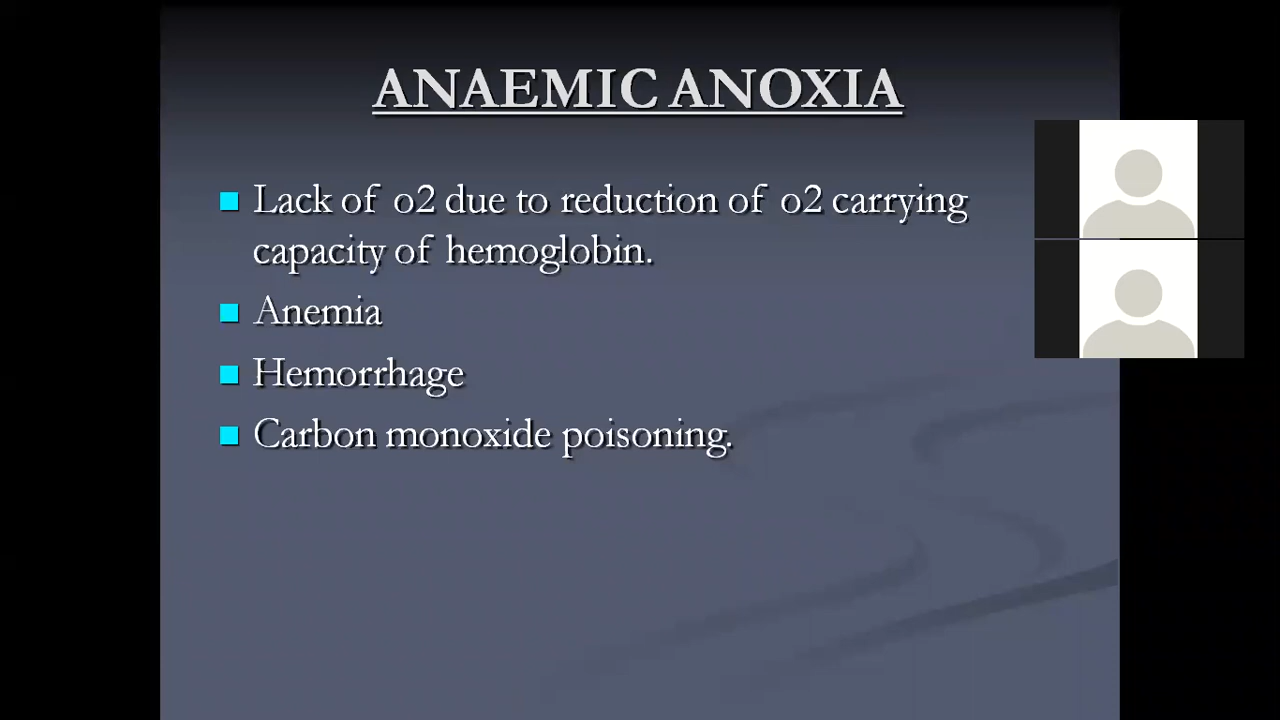 ANAEMIC ANOXIA
Lack of o2 due to reduction of o2 carrying
capacity of hemoglobin.
Anemia
Hemorrhage
Carbon monoxide poisoning.